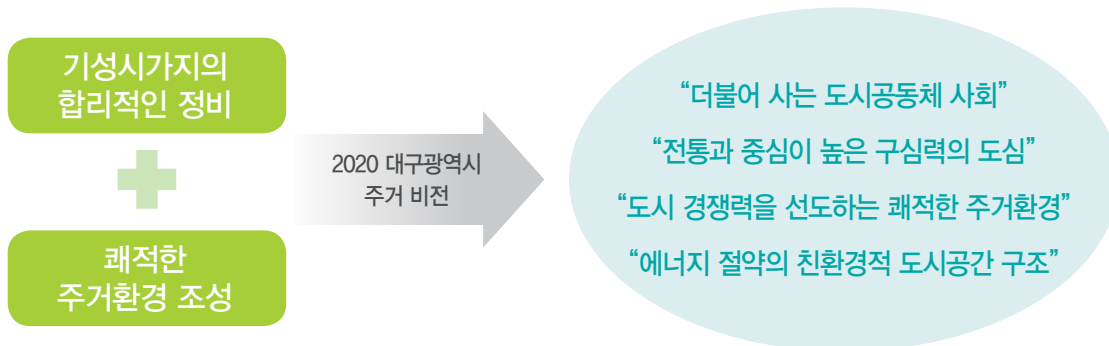 기성시가지의
합리적인 정비
쾌적한
주거환경 조성
2020 대구광역시
주거 비전
“더불어 사는 도시공동체 사회”
“전통과 중심이 높은 구심력의 도심”
“도시 경쟁력을 선도하는 쾌적한 주거환경”
“에너지 절약의 친환경적 도시공간 구조”